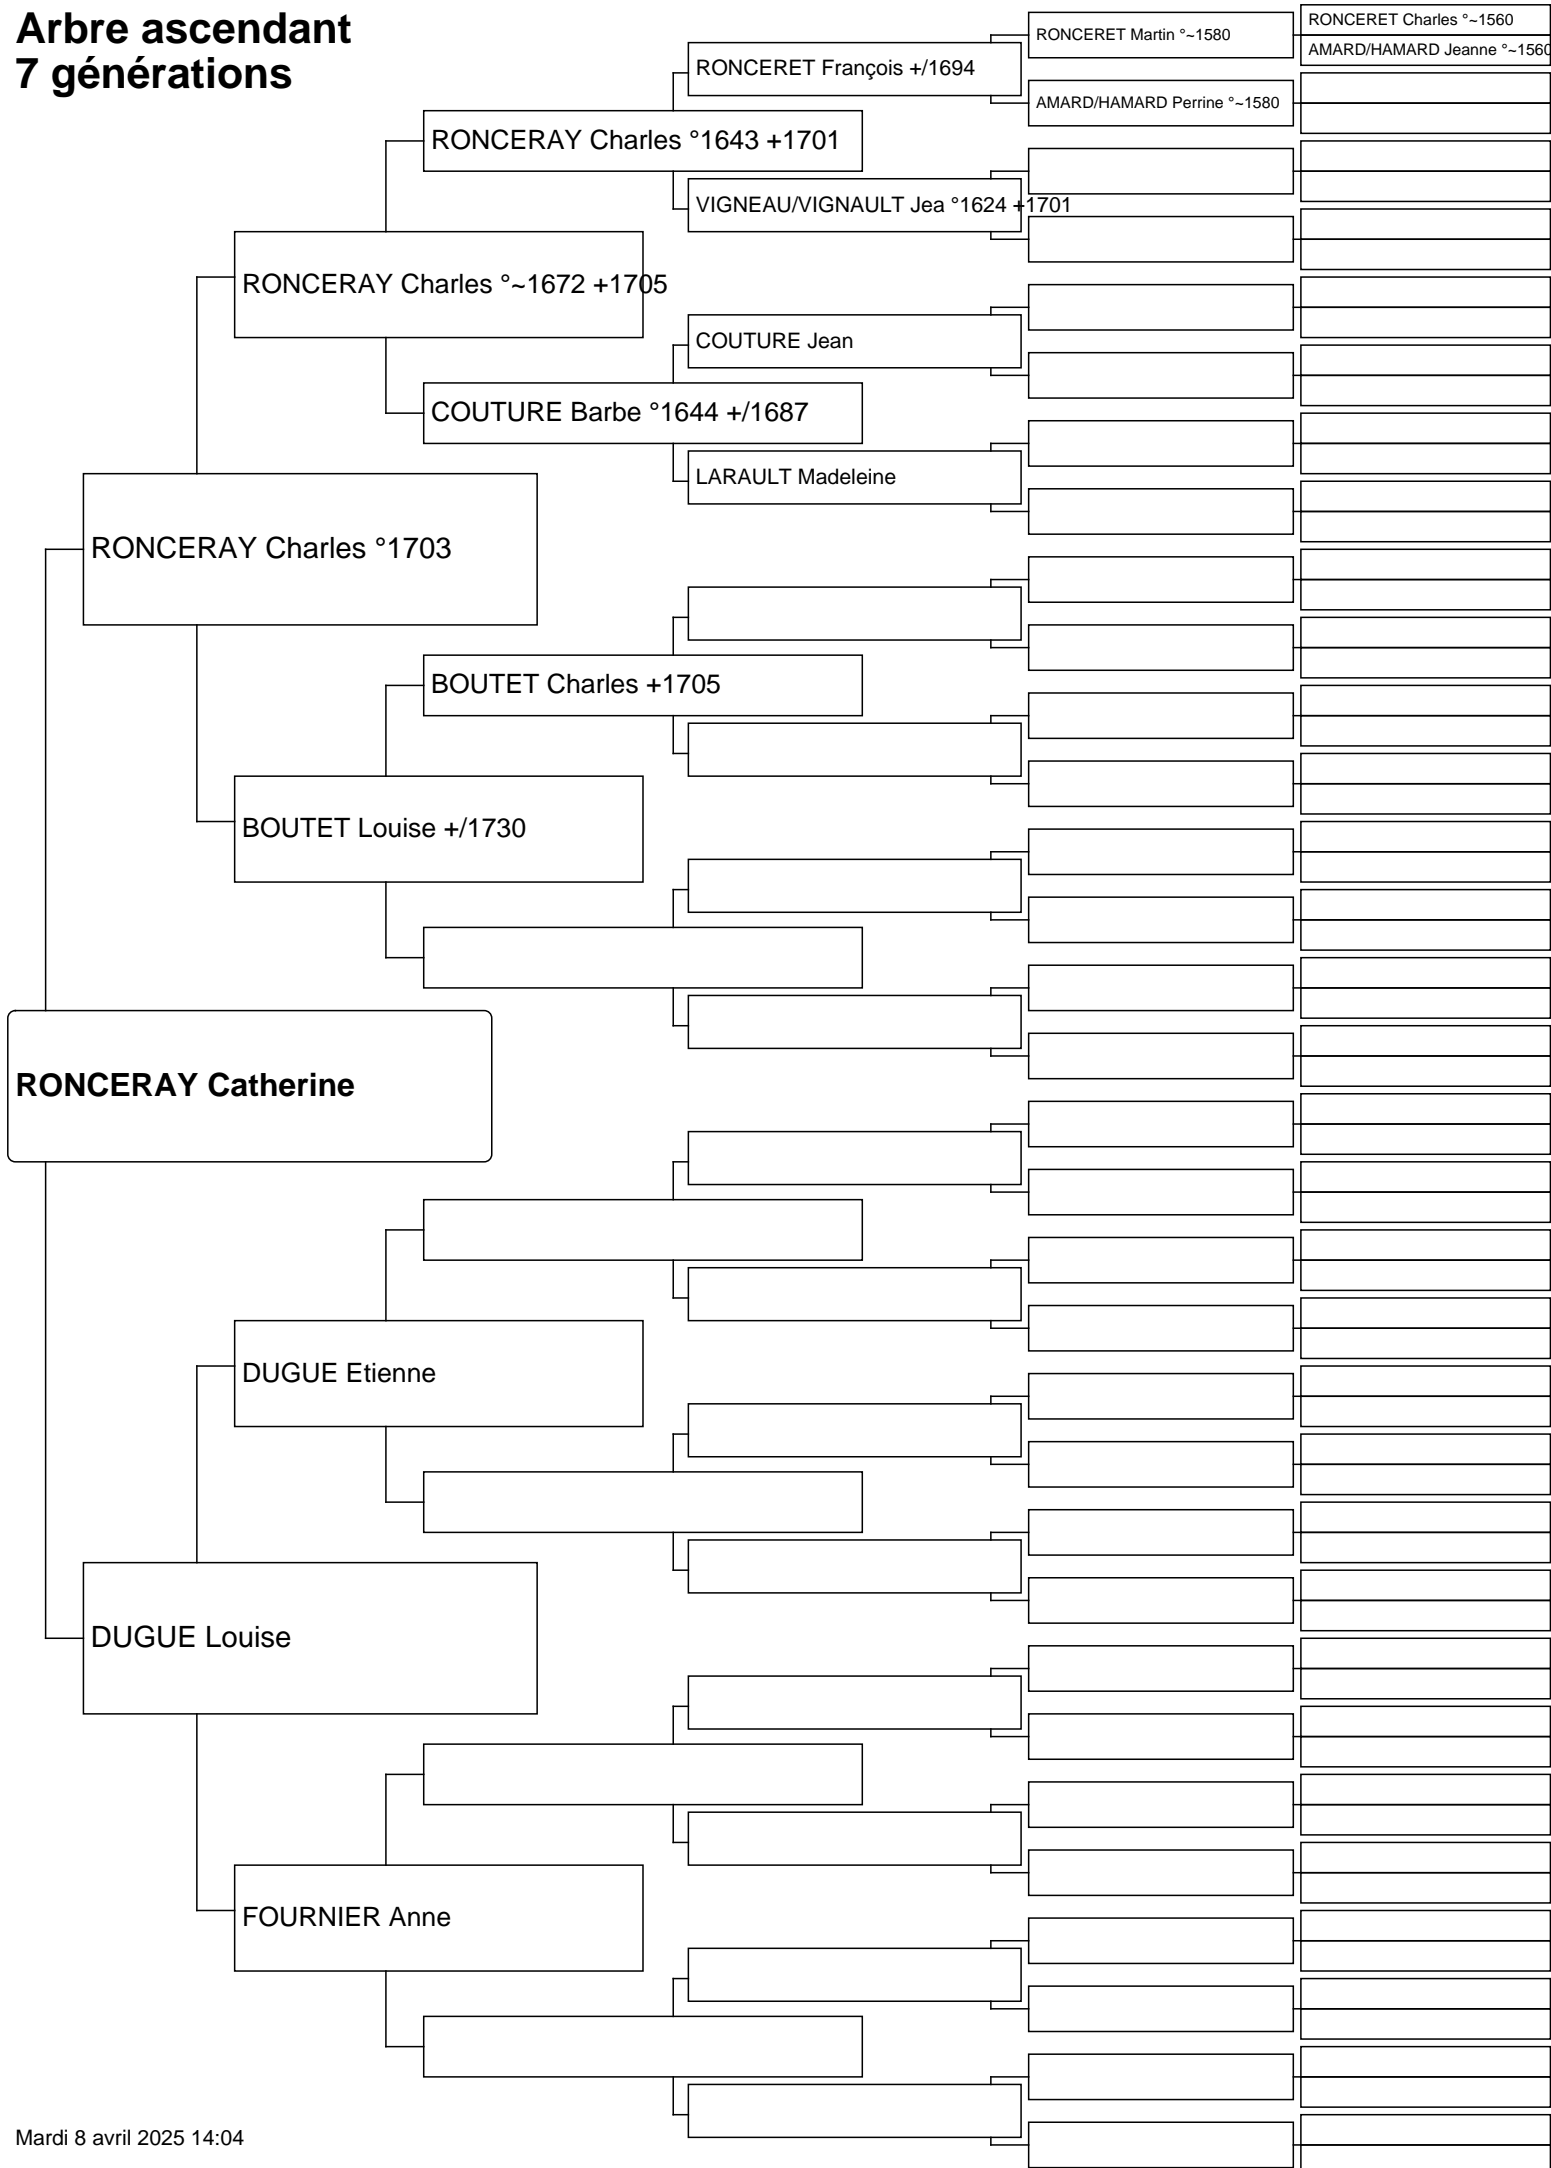 Arbre ascendant
7 générations
RONCERET Charles °~1560
RONCERET Martin °~1580
AMARD/HAMARD Jeanne °~1560
RONCERET François +/1694
AMARD/HAMARD Perrine °~1580
RONCERAY Charles °1643 +1701
VIGNEAU/VIGNAULT Jea °1624 +1701
RONCERAY Charles °~1672 +1705
COUTURE Jean
COUTURE Barbe °1644 +/1687
LARAULT Madeleine
RONCERAY Charles °1703
BOUTET Charles +1705
BOUTET Louise +/1730
RONCERAY Catherine
DUGUE Etienne
DUGUE Louise
FOURNIER Anne
Mardi 8 avril 2025 14:04